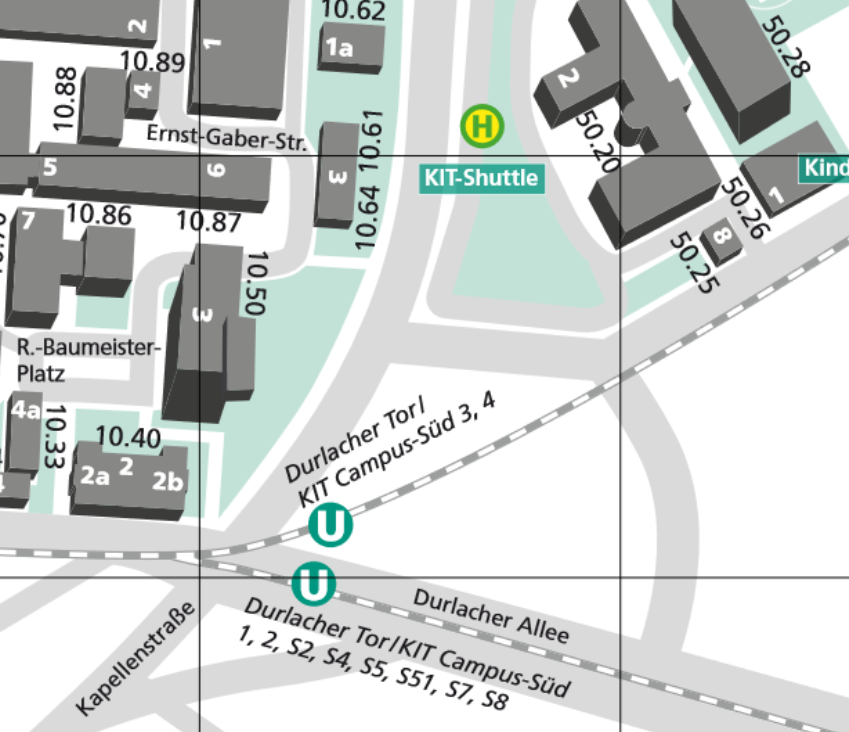 10.62
2
1
1a
10.89
4
10.88
Ernst-Gaber-Str.
10.61
3
10.64
H
KIT-Shuttle
2
50.20
50.28
Kind
1
50.26
8
50.25
5
6
7
10.86
10.87
10.50
3
R.-Baumeister-
Platz
4a
10.33
10.40
2a
2
2b
Durlacher Tor/
KIT Campus-Süd 3, 4
U
U
Durlacher Allee
Durlacher Tor/KIT Campus-Süd
1, 2, S2, S4, S5, S51, S7, S8
Kapellenstraße